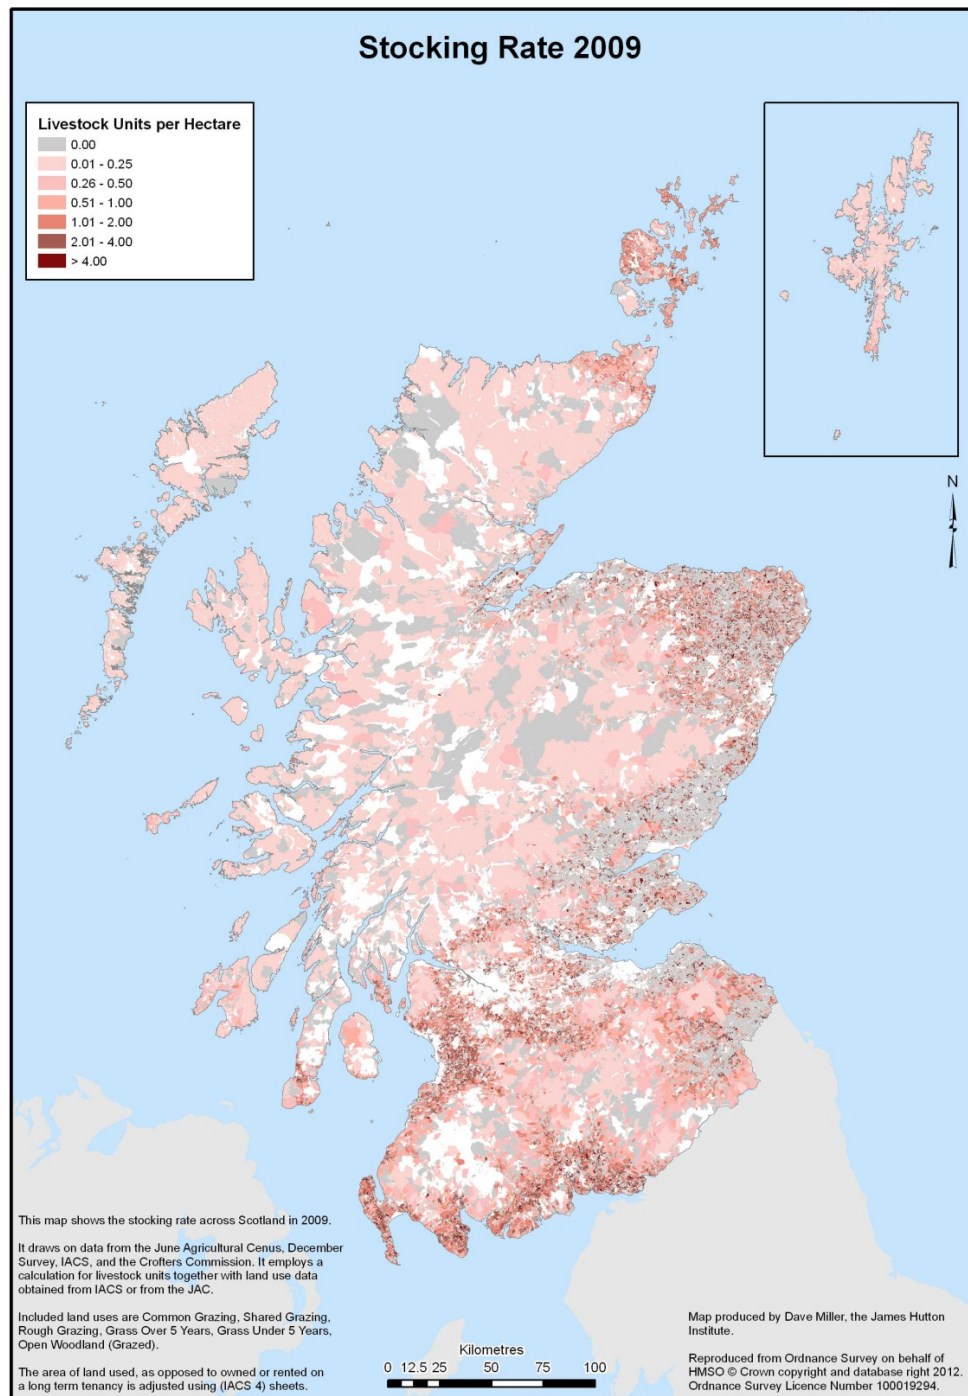 Stocking Rate 2009
Livestock Units per Hectare
0.00
0.01 - 0.25
0.26 - 0.50
0.51 - 1.00
1.01 - 2.00
2.01 - 4.00
> 4.00
N
This map shows the stocking rate across Scotland in 2009.
It draws on data from the June Agricultural Cenus, December
Survey, IACS, and the Crofters Commission. It employs a
calculation for livestock units together with land use data
obtained from IACS or from the JAC.
Included land uses are Common Grazing, Shared Grazing,
Rough Grazing, Grass Over 5 Years, Grass Under 5 Years,
Open Woodland (Grazed).
The area of land used, as opposed to owned or rented on
a long term tenancy is adjusted using (IACS 4) sheets.
Kilometres
0 12.5 25 50 75 100
Map produced by Dave Miller, the James Hutton
Institute.
Reproduced from Ordnance Survey on behalf of
HMSO © Crown copyright and database right 2012.
Ordnance Survey Licence Number 100019294.